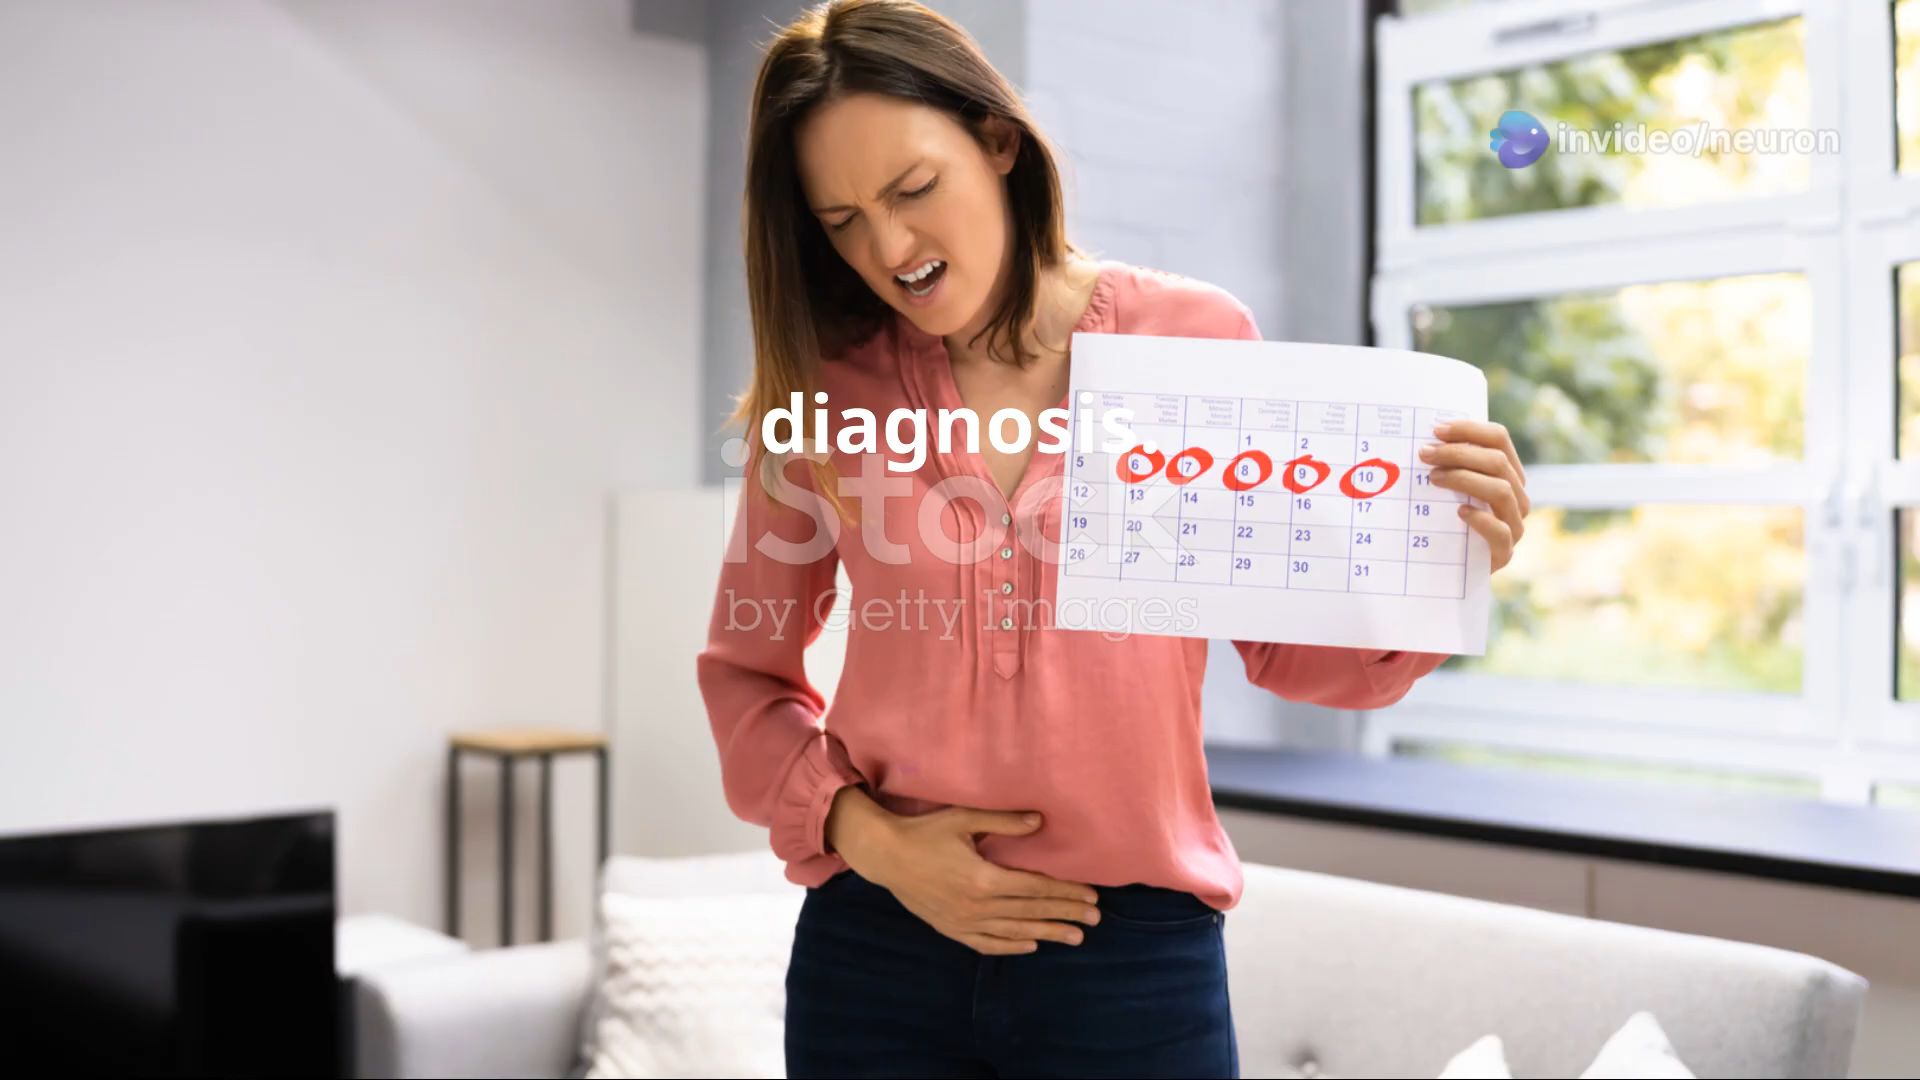 invideo/neuron
diagnosis.
iStock
by Getty Images
1 2 3
5 6 7 8 9 10 11
12 13 14 15 16 17 18
19 20 21 22 23 24 25
26 27 28 29 30 31